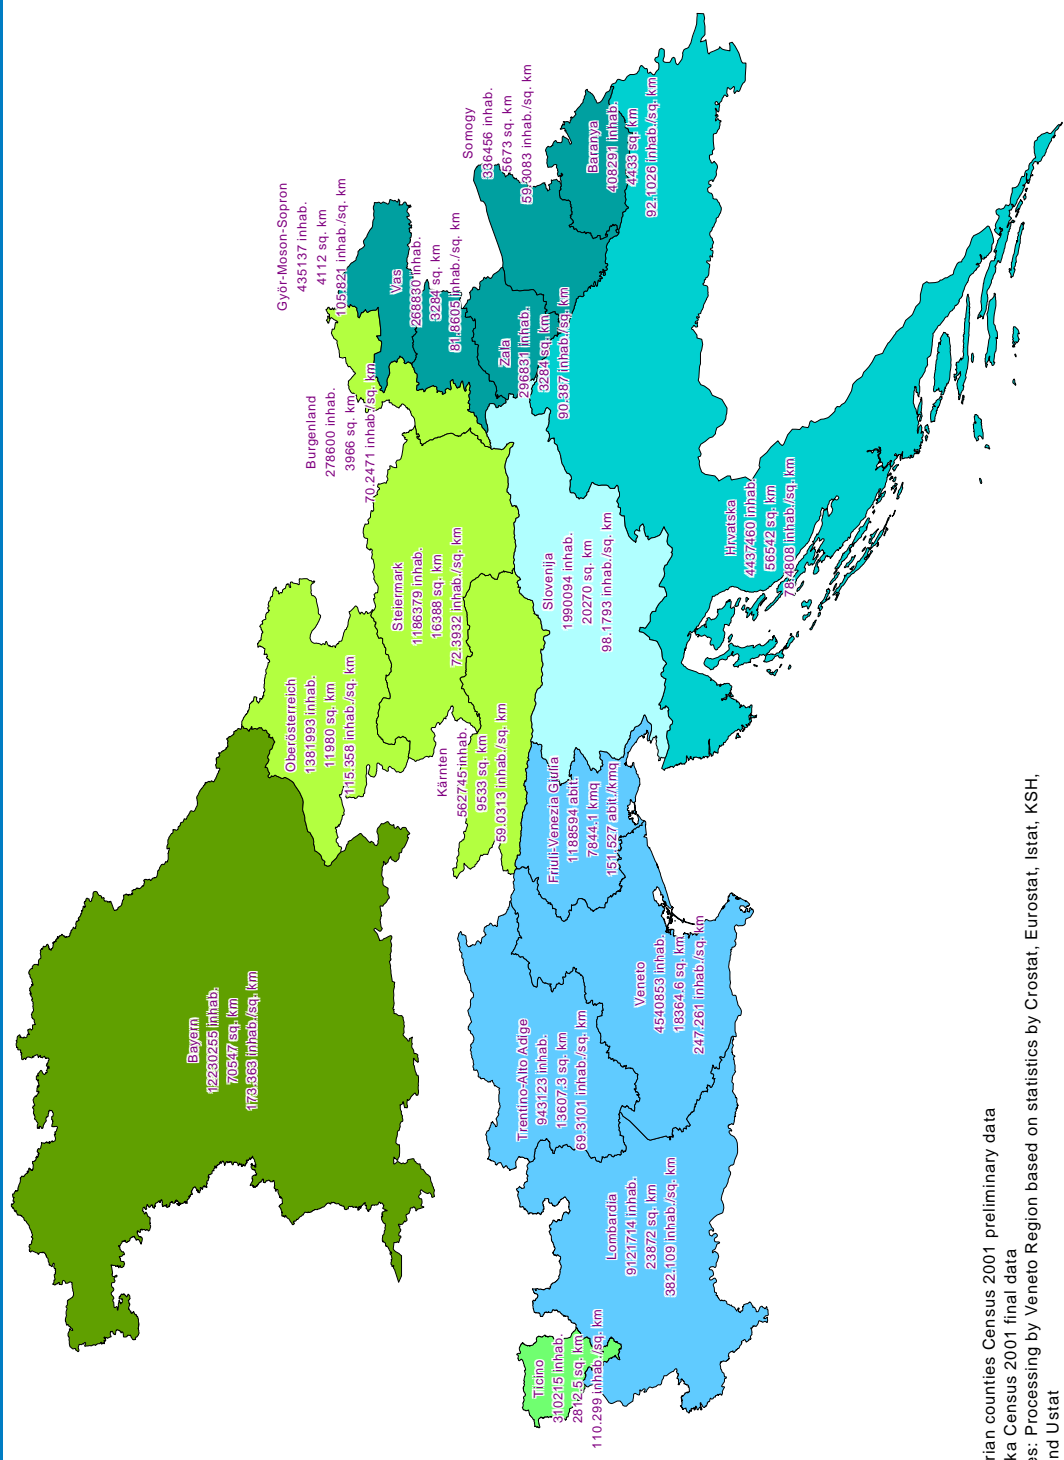 Györ-Moson-Sopron
435137 inhab.
4112 sq. km
105.821 inhab./sq. km
Burgenland
278600 inhab.
3966 sq. km
70.2471 inhab./sq. km
Vas
268830 inhab.
3284 sq. km
81.8605 inhab./sq. km
Somogy
336456 inhab.
5673 sq. km
59.3083 inhab./sq. km
Baranya
408291 inhab.
4433 sq. km
92.1026 inhab./sq. km
Zala
296831 inhab.
3284 sq. km
90.387 inhab./sq. km
Oberösterreich
1381993 inhab.
11980 sq. km
115.358 inhab./sq. km
Steiermark
1186379 inhab.
16388 sq. km
72.3932 inhab./sq. km
Kärnten
562745 inhab.
9533 sq. km
59.0313 inhab./sq. km
Slovenija
1990094 inhab.
20270 sq. km
98.1793 inhab./sq. km
Hrvatska
4437460 inhab.
56542 sq. km
78.4808 inhab./sq. km
Bayern
12230255 inhab.
70547 sq. km
173.363 inhab./sq. km
Friuli-Venezia Giulia
1188594 abit.
7844.1 kmq
151.527 abit./kmq
Trentino-Alto Adige
943123 inhab.
13607.3 sq. km
69.3101 inhab./sq. km
Veneto
4540853 inhab.
18364.6 sq. km
247.261 inhab./sq. km
Lombardia
9121714 inhab.
23872 sq. km
382.109 inhab./sq. km
Ticino
310215 inhab.
2812.5 sq. km
110.299 inhab./sq. km
rian counties Census 2001 preliminary data
ka Census 2001 final data
es: Processing by Veneto Region based on statistics by Crostat, Eurostat, Istat, KSH,
nd Ustat